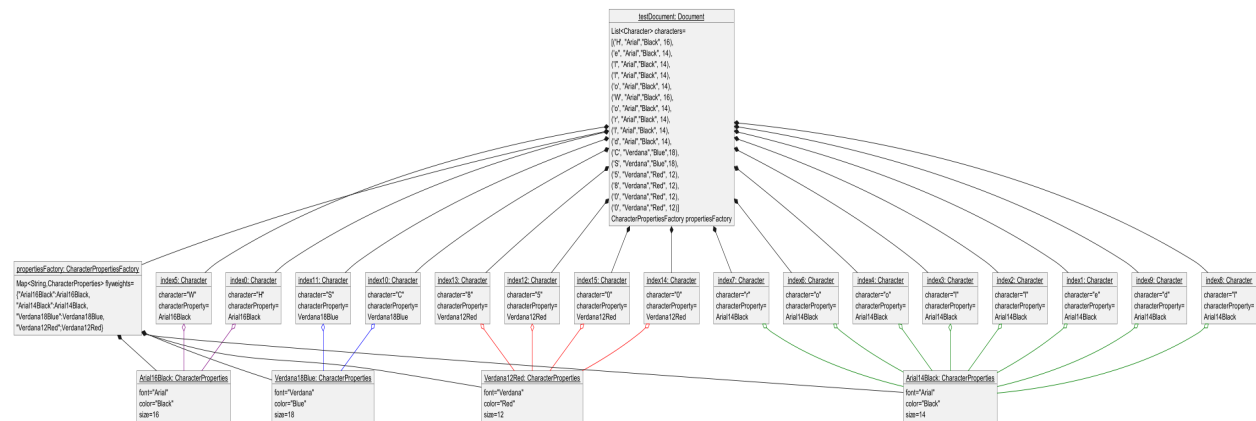 testDocument: Document
List<Character> characters=
[('H', "Arial","Black", 16),
('e", "Arial","Black", 14),
('l", "Arial","Black", 14),
('l", "Arial","Black", 14),
('o', "Arial","Black", 14),
('W', "Arial","Black", 16),
('o', "Arial","Black", 14),
('r', "Arial","Black", 14),
('l', "Arial","Black", 14),
('d', "Arial","Black", 14),
('C', "Verdana","Blue",18),
('S', "Verdana","Blue",18),
('5', "Verdana","Red", 12),
('8', "Verdana","Red", 12),
('0', "Verdana","Red", 12),
('0', "Verdana","Red", 12)]
CharacterPropertiesFactory propertiesFactory
propertiesFactory: CharacterPropertiesFactory
Map<String,CharacterProperties> flyweights=
{"Arial16Black":Arial16Black,
"Arial14Black":Arial14Black,
"Verdana18Blue":Verdana18Blue,
"Verdana12Red":Verdana12Red}
index5: Character
character="W"
characterProperty=
Arial16Black
index0: Character
character="H"
characterProperty=
Arial16Black
index11: Character
character="S"
characterProperty=
Verdana18Blue
index10: Character
character="C"
characterProperty=
Verdana18Blue
index13: Character
character="8"
characterProperty=
Verdana12Red
index12: Character
character="5"
characterProperty=
Verdana12Red
index15: Character
character="0"
characterProperty=
Verdana12Red
index14: Character
character="0"
characterProperty=
Verdana12Red
index7: Character
character="r"
characterProperty=
Arial14Black
index6: Character
character="o"
characterProperty=
Arial14Black
index4: Character
character="o"
characterProperty=
Arial14Black
index3: Character
character="l"
characterProperty=
Arial14Black
index2: Character
character="l"
characterProperty=
Arial14Black
index1: Character
character="e"
characterProperty=
Arial14Black
index9: Character
character="d"
characterProperty=
Arial14Black
index8: Character
character="l"
characterProperty=
Arial14Black
Arial16Black: CharacterProperties
font="Arial"
color="Black"
size=16
Verdana18Blue: CharacterProperties
font="Verdana"
color="Blue"
size=18
Verdana12Red: CharacterProperties
font="Verdana"
color="Red"
size=12
Arial14Black: CharacterProperties
font="Arial"
color="Black"
size=14